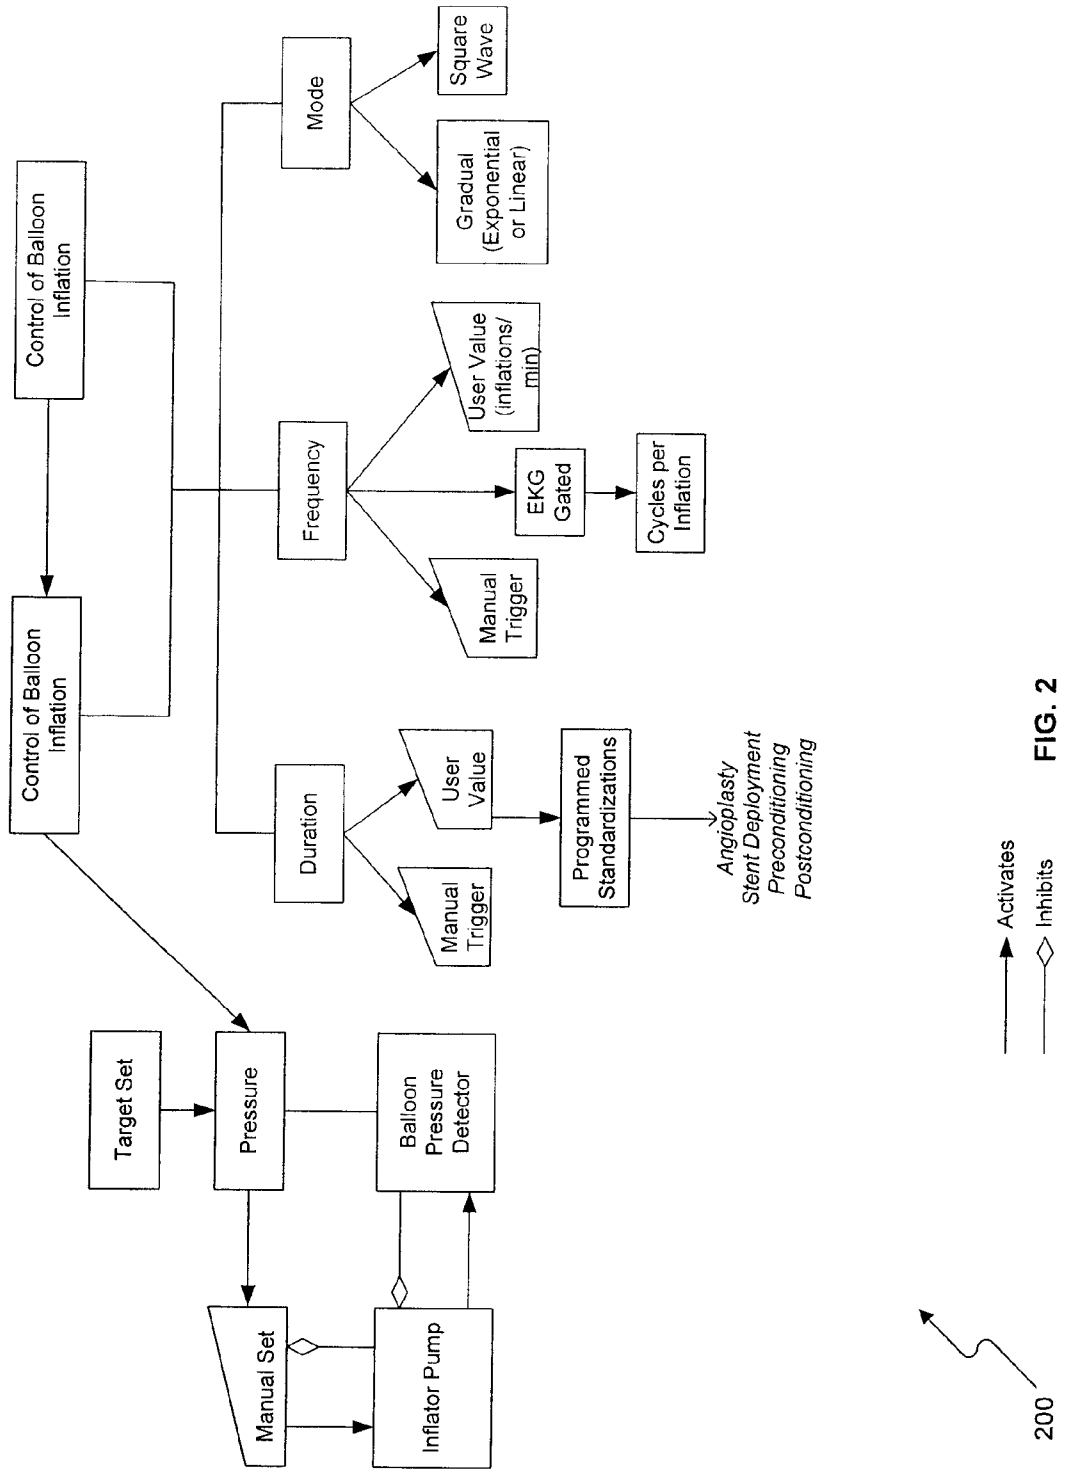 Control of Balloon
Inflation
Control of Balloon
Inflation
Target Set
Pressure
Manual Set
Balloon
Pressure
Detector
Inflator Pump
Duration
Manual
Trigger
User
Value
Programmed
Standardizations
Angioplasty
Stent Deployment
Preconditioning
Postconditioning
Frequency
Manual
Trigger
EKG
Gated
Cycles per
Inflation
User Value
(inflations/
min)
Mode
Gradual
(Exponential
or Linear)
Square
Wave
Activates
Inhibits
200
FIG. 2